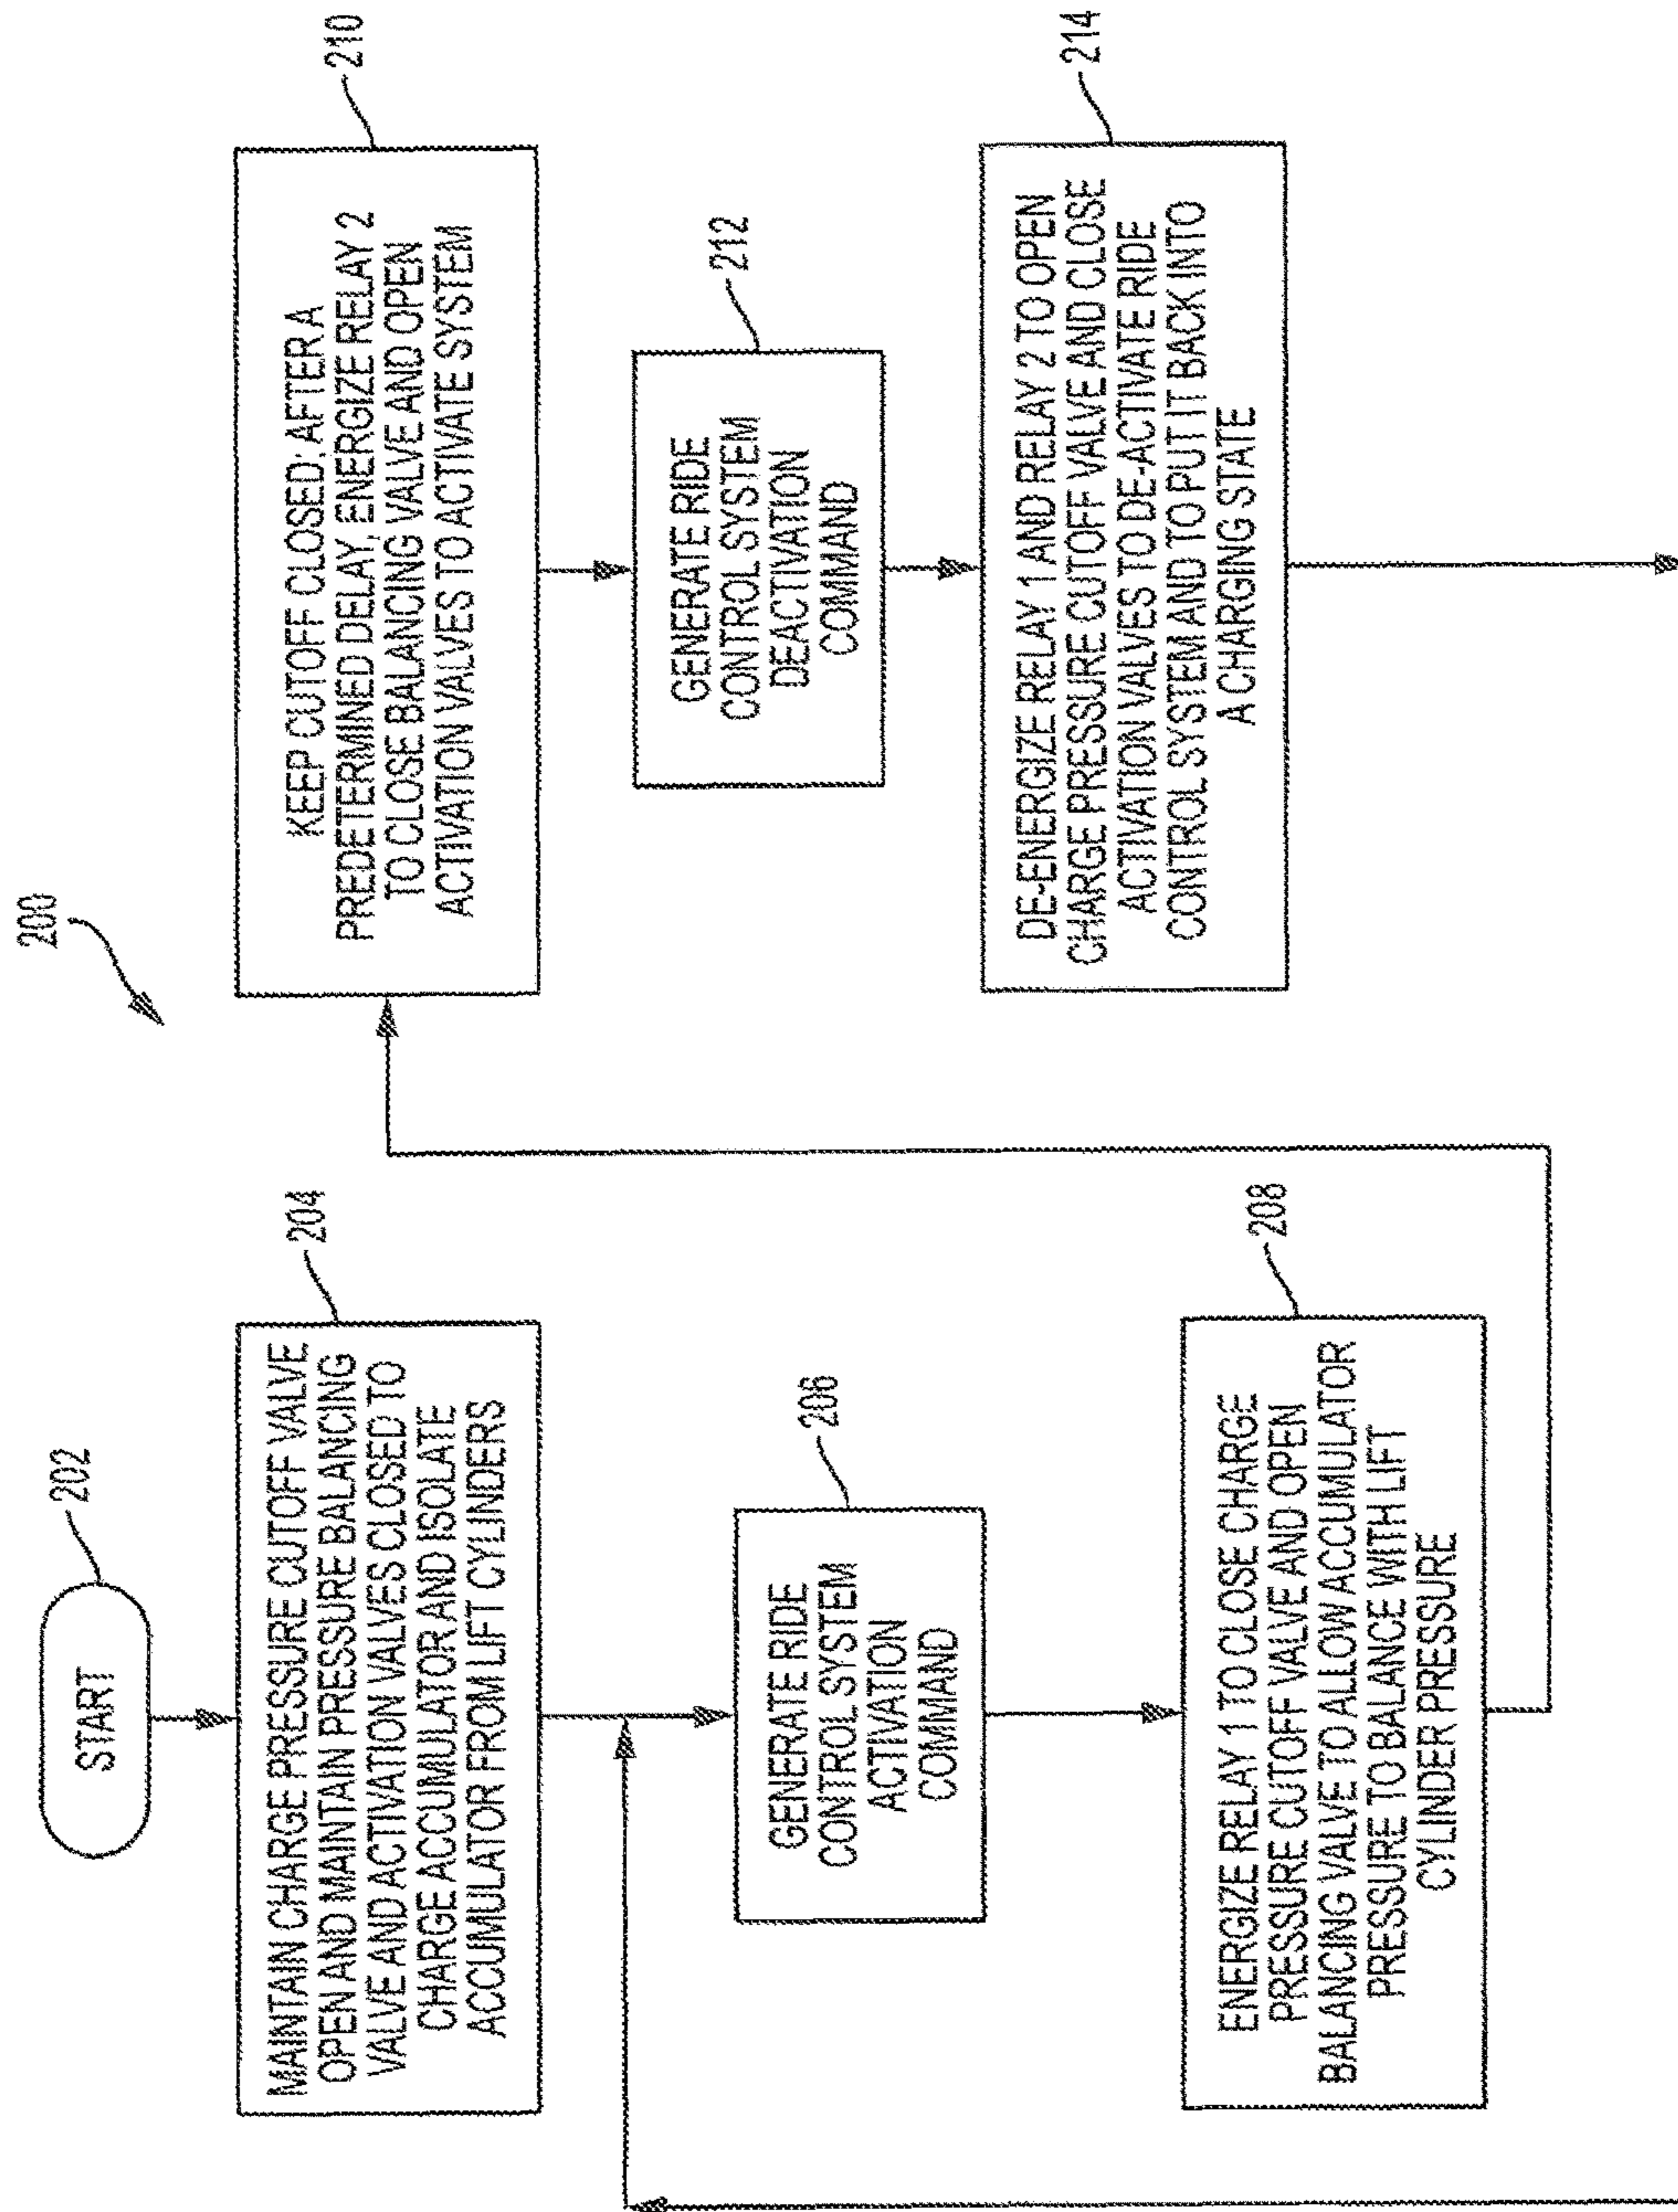 200
START
202
MAINTAIN CHARGE PRESSURE CUTOFF VALVE
OPEN AND MAINTAIN PRESSURE BALANCING
VALVE AND ACTIVATION VALVES CLOSED TO
CHARGE ACCUMULATOR AND ISOLATE
ACCUMULATOR FROM LIFT CYLINDERS
204
GENERATE RIDE
CONTROL SYSTEM
ACTIVATION
COMMAND
206
ENERGIZE RELAY 1 TO CLOSE CHARGE
PRESSURE CUTOFF VALVE AND OPEN
BALANCING VALVE TO ALLOW ACCUMULATOR
PRESSURE TO BALANCE WITH LIFT
CYLINDER PRESSURE
208
KEEP CUTOFF CLOSED; AFTER A
PREDETERMINED DELAY, ENERGIZE RELAY 2
TO CLOSE BALANCING VALVE AND OPEN
ACTIVATION VALVES TO ACTIVATE SYSTEM
210
GENERATE RIDE
CONTROL SYSTEM
DEACTIVATION
COMMAND
212
DE-ENERGIZE RELAY 1 AND RELAY 2 TO OPEN
CHARGE PRESSURE CUTOFF VALVE AND CLOSE
ACTIVATION VALVES TO DE-ACTIVATE RIDE
CONTROL SYSTEM AND TO PUT IT BACK INTO
A CHARGING STATE
214